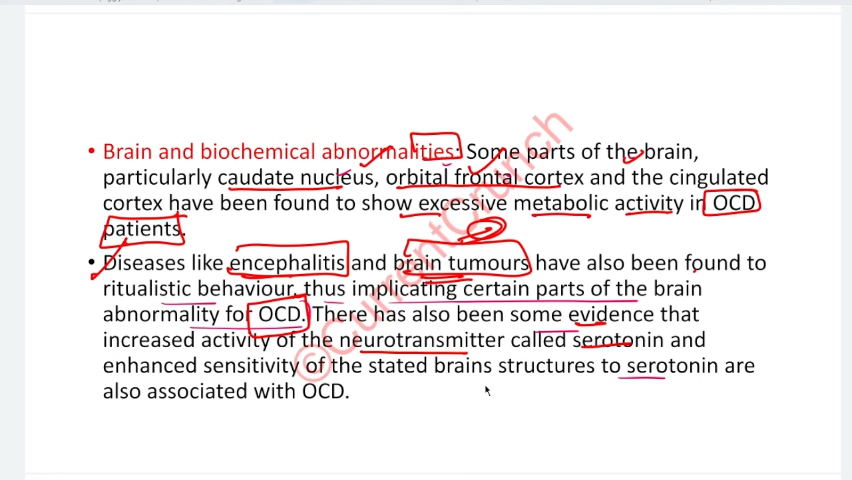 • Brain and biochemical abnormalities: Some parts of the brain,
particularly caudate nucleus, orbital frontal cortex and the cingulated
cortex have been found to show excessive metabolic activity in OCD
patients.
• Diseases like encephalitis and brain tumours have also been found to
ritualistic behaviour, thus implicating certain parts of the brain
abnormality for OCD. There has also been some evidence that
increased activity of the neurotransmitter called serotonin and
enhanced sensitivity of the stated brains structures to serotonin are
also associated with OCD.
©CurrentCrunch